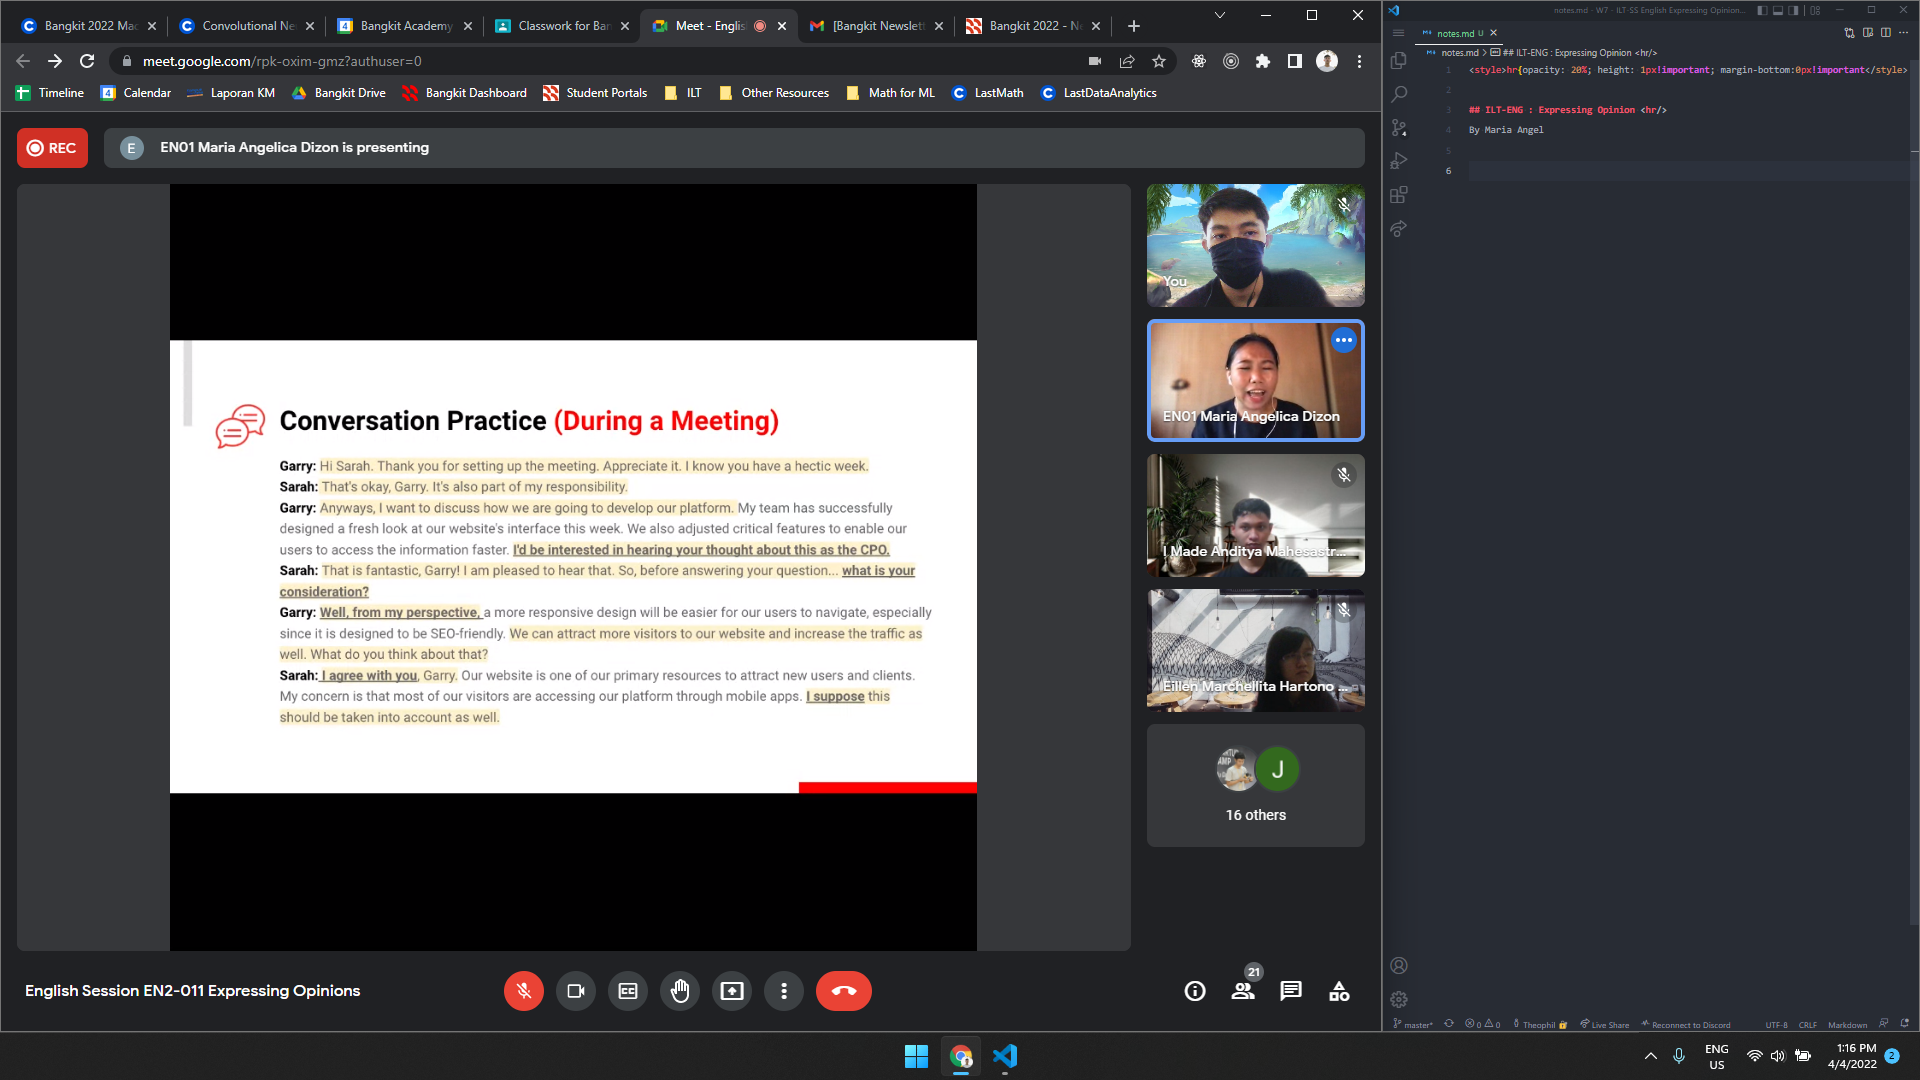 Bangkit 2022 Mac
Convolutional Ne
Bangkit Academy
Classwork for Ban
Meet - Englis
[Bangkit Newslett
Bangkit 2022 - Ne
meet.google.com/rpk-oxim-gmz?authuser=0
Timeline
Calendar
Laporan KM
Bangkit Drive
Bangkit Dashboard
Student Portals
ILT
Other Resources
Math for ML
LastMath
LastDataAnalytics
REC
E
EN01 Maria Angelica Dizon is presenting
Conversation Practice (During a Meeting)
Garry: Hi Sarah. Thank you for setting up the meeting. Appreciate it. I know you have a hectic week.
Sarah: That's okay, Garry. It's also part of my responsibility.
Garry: Anyways, I want to discuss how we are going to develop our platform. My team has successfully
designed a fresh look at our website's interface this week. We also adjusted critical features to enable our
users to access the information faster. I'd be interested in hearing your thought about this as the CPO.
Sarah: That is fantastic, Garry! I am pleased to hear that. So, before answering your question... what is your
consideration?
Garry: Well, from my perspective, a more responsive design will be easier for our users to navigate, especially
since it is designed to be SEO-friendly. We can attract more visitors to our website and increase the traffic as
well. What do you think about that?
Sarah: I agree with you, Garry. Our website is one of our primary resources to attract new users and clients.
My concern is that most of our visitors are accessing our platform through mobile apps. I suppose this
should be taken into account as well.
You
EN01 Maria Angelica Dizon
I Made Anditya Mahesastr...
Eillen Marchellita Hartono ...
J
16 others
English Session EN2-011 Expressing Opinions
21
notes.md - W7 - ILT-SS English Expressing Opinion...
notes.md U
notes.md > ## ILT-ENG : Expressing Opinion <hr/>
1 <style>hr{opacity: 20%; height: 1px!important; margin-bottom:0px!important</style>
2
3 ## ILT-ENG : Expressing Opinion <hr/>
4 By Maria Angel
5
6
4
master*
0 0
Theophil
Live Share
Reconnect to Discord
UTF-8
CRLF
Markdown
ENG
US
1:16 PM
4/4/2022
2